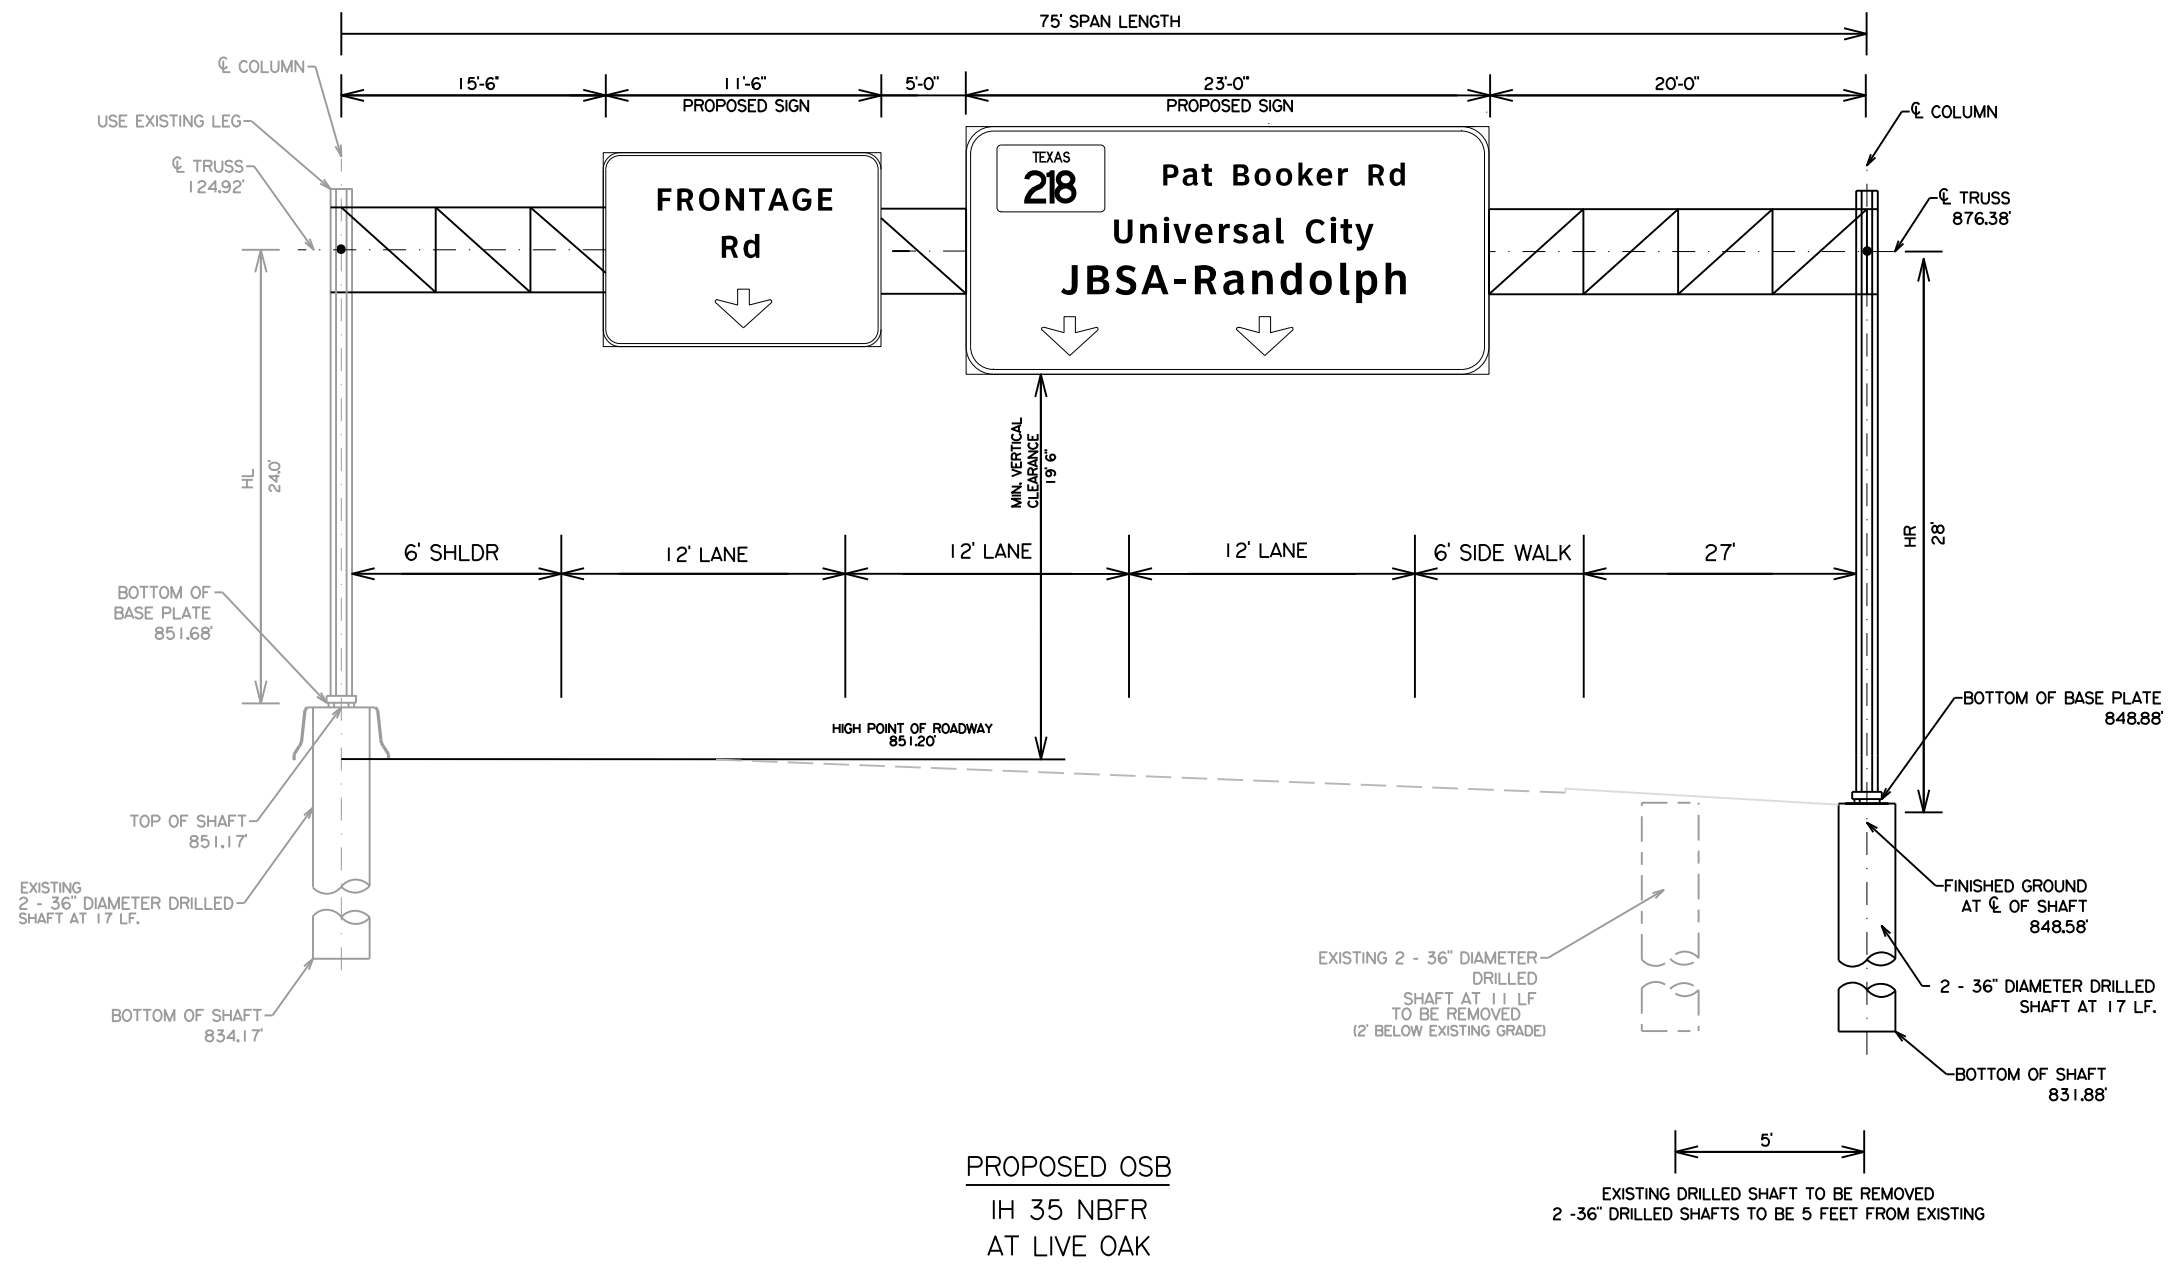 75' SPAN LENGTH
℄ COLUMN
15'-6"
11'-6"
PROPOSED SIGN
5'-0"
23'-0"
PROPOSED SIGN
20'-0"
℄ COLUMN
USE EXISTING LEG
℄ TRUSS
124.92'
℄ TRUSS
876.38'
FRONTAGE
Rd
TEXAS
218
Pat Booker Rd
Universal City
JBSA-Randolph
HL
24.0'
MIN. VERTICAL
CLEARANCE
19' 6"
HR
28'
6' SHLDR
12' LANE
12' LANE
12' LANE
6' SIDE WALK
27'
BOTTOM OF
BASE PLATE
851.68'
HIGH POINT OF ROADWAY
851.20'
BOTTOM OF BASE PLATE
848.88'
TOP OF SHAFT
851.17'
EXISTING
2 - 36" DIAMETER DRILLED
SHAFT AT 17 LF.
FINISHED GROUND
AT ℄ OF SHAFT
848.58'
BOTTOM OF SHAFT
834.17'
EXISTING 2 - 36" DIAMETER
DRILLED
SHAFT AT 11 LF
TO BE REMOVED
(2' BELOW EXISTING GRADE)
2 - 36" DIAMETER DRILLED
SHAFT AT 17 LF.
BOTTOM OF SHAFT
831.88'
5'
EXISTING DRILLED SHAFT TO BE REMOVED
2 -36" DRILLED SHAFTS TO BE 5 FEET FROM EXISTING
PROPOSED OSB
IH 35 NBFR
AT LIVE OAK